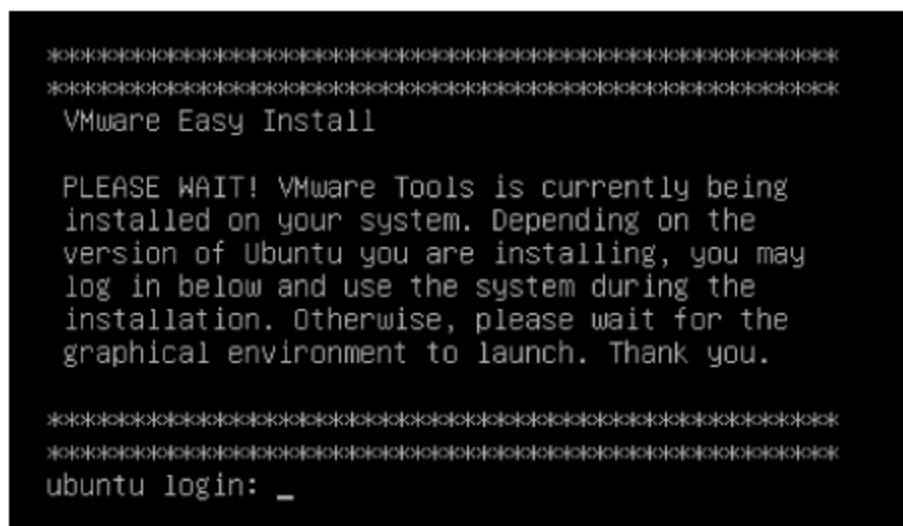 ************************************************
************************************************
VMware Easy Install
PLEASE WAIT! VMware Tools is currently being
installed on your system. Depending on the
version of Ubuntu you are installing, you may
log in below and use the system during the
installation. Otherwise, please wait for the
graphical environment to launch. Thank you.
************************************************
************************************************
ubuntu login: _